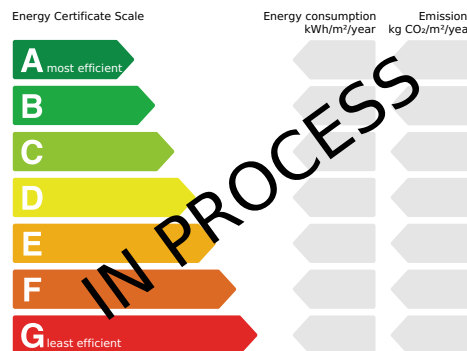 Energy Certificate Scale
Energy consumption
kWh/m²/year
Emission
kg CO₂/m²/year
A most efficient
B
C
D
E
F
G least efficient
IN PROCESS